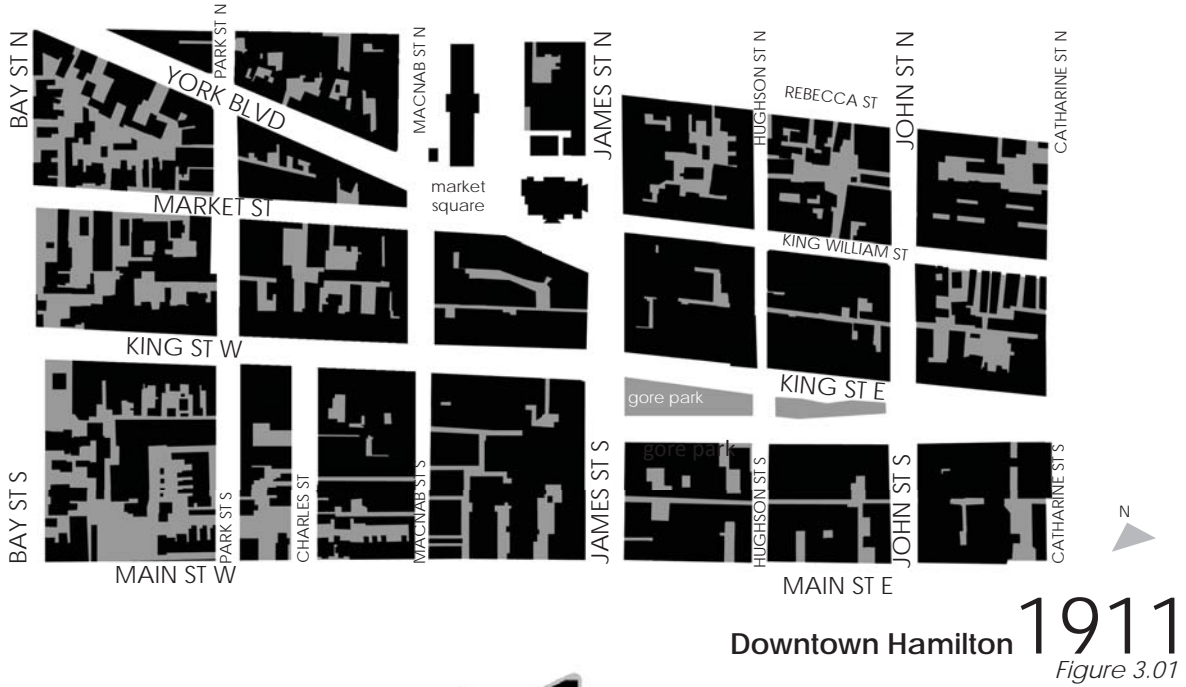 BAY ST N
PARK ST N
YORK BLVD
MACNAB ST N
JAMES ST N
HUGHSON ST N
REBECCA ST
JOHN ST N
CATHARINE ST N
MARKET ST
market
square
KING WILLIAM ST
KING ST W
KING ST E
gore park
gore park
BAY ST S
PARK ST S
CHARLES ST
MACNAB ST S
JAMES ST S
HUGHSON ST S
JOHN ST S
CATHARINE ST S
N
MAIN ST W
MAIN ST E
Downtown Hamilton 1911
Figure 3.01